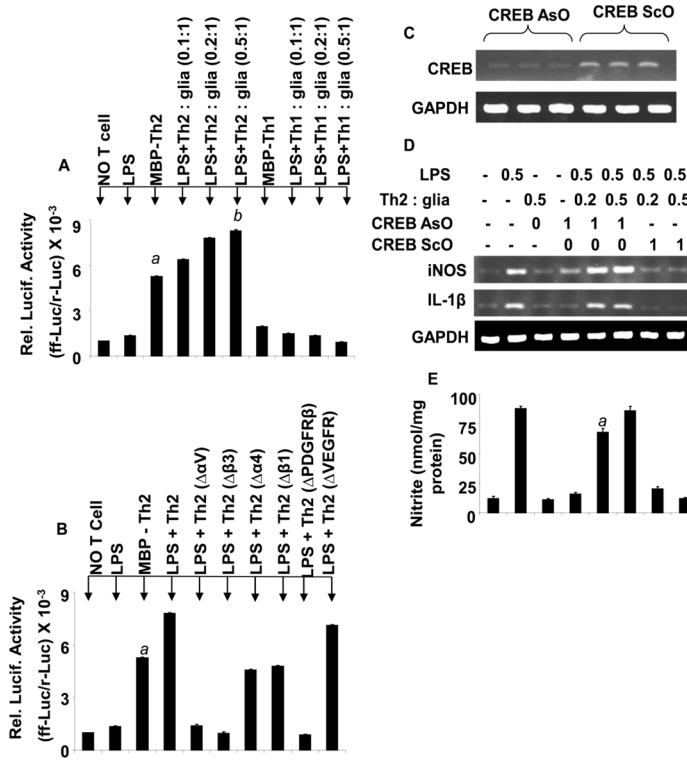 A
NO T cell
LPS
MBP-Th2
LPS+Th2 : glia (0.1:1)
LPS+Th2 : glia (0.2:1)
LPS+Th2 : glia (0.5:1)
MBP-Th1
LPS+Th1 : glia (0.1:1)
LPS+Th1 : glia (0.2:1)
LPS+Th1 : glia (0.5:1)
Rel. Lucif. Activity
(ff-Luc/r-Luc) X 10-3
9
6
3
0
a
b
B
NO T Cell
LPS
MBP - Th2
LPS + Th2
LPS + Th2 (ΔαV)
LPS + Th2 (Δβ3)
LPS + Th2 (Δα4)
LPS + Th2 (Δβ1)
LPS + Th2 (ΔPDGFRβ)
LPS + Th2 (ΔVEGFR)
Rel. Lucif. Activity
(ff-Luc/r-Luc) X 10-3
9
6
3
0
a
C
CREB AsO CREB ScO
CREB
GAPDH
D
LPS - 0.5 - - 0.5 0.5 0.5 0.5
Th2 : glia - - 0.5 - 0.2 0.5 0.2 0.5
CREB AsO - - 0 1 1 1 - -
CREB ScO - - - 0 0 0 1 1
iNOS
IL-1β
GAPDH
E
Nitrite (nmol/mg
protein)
100
75
50
25
0
a